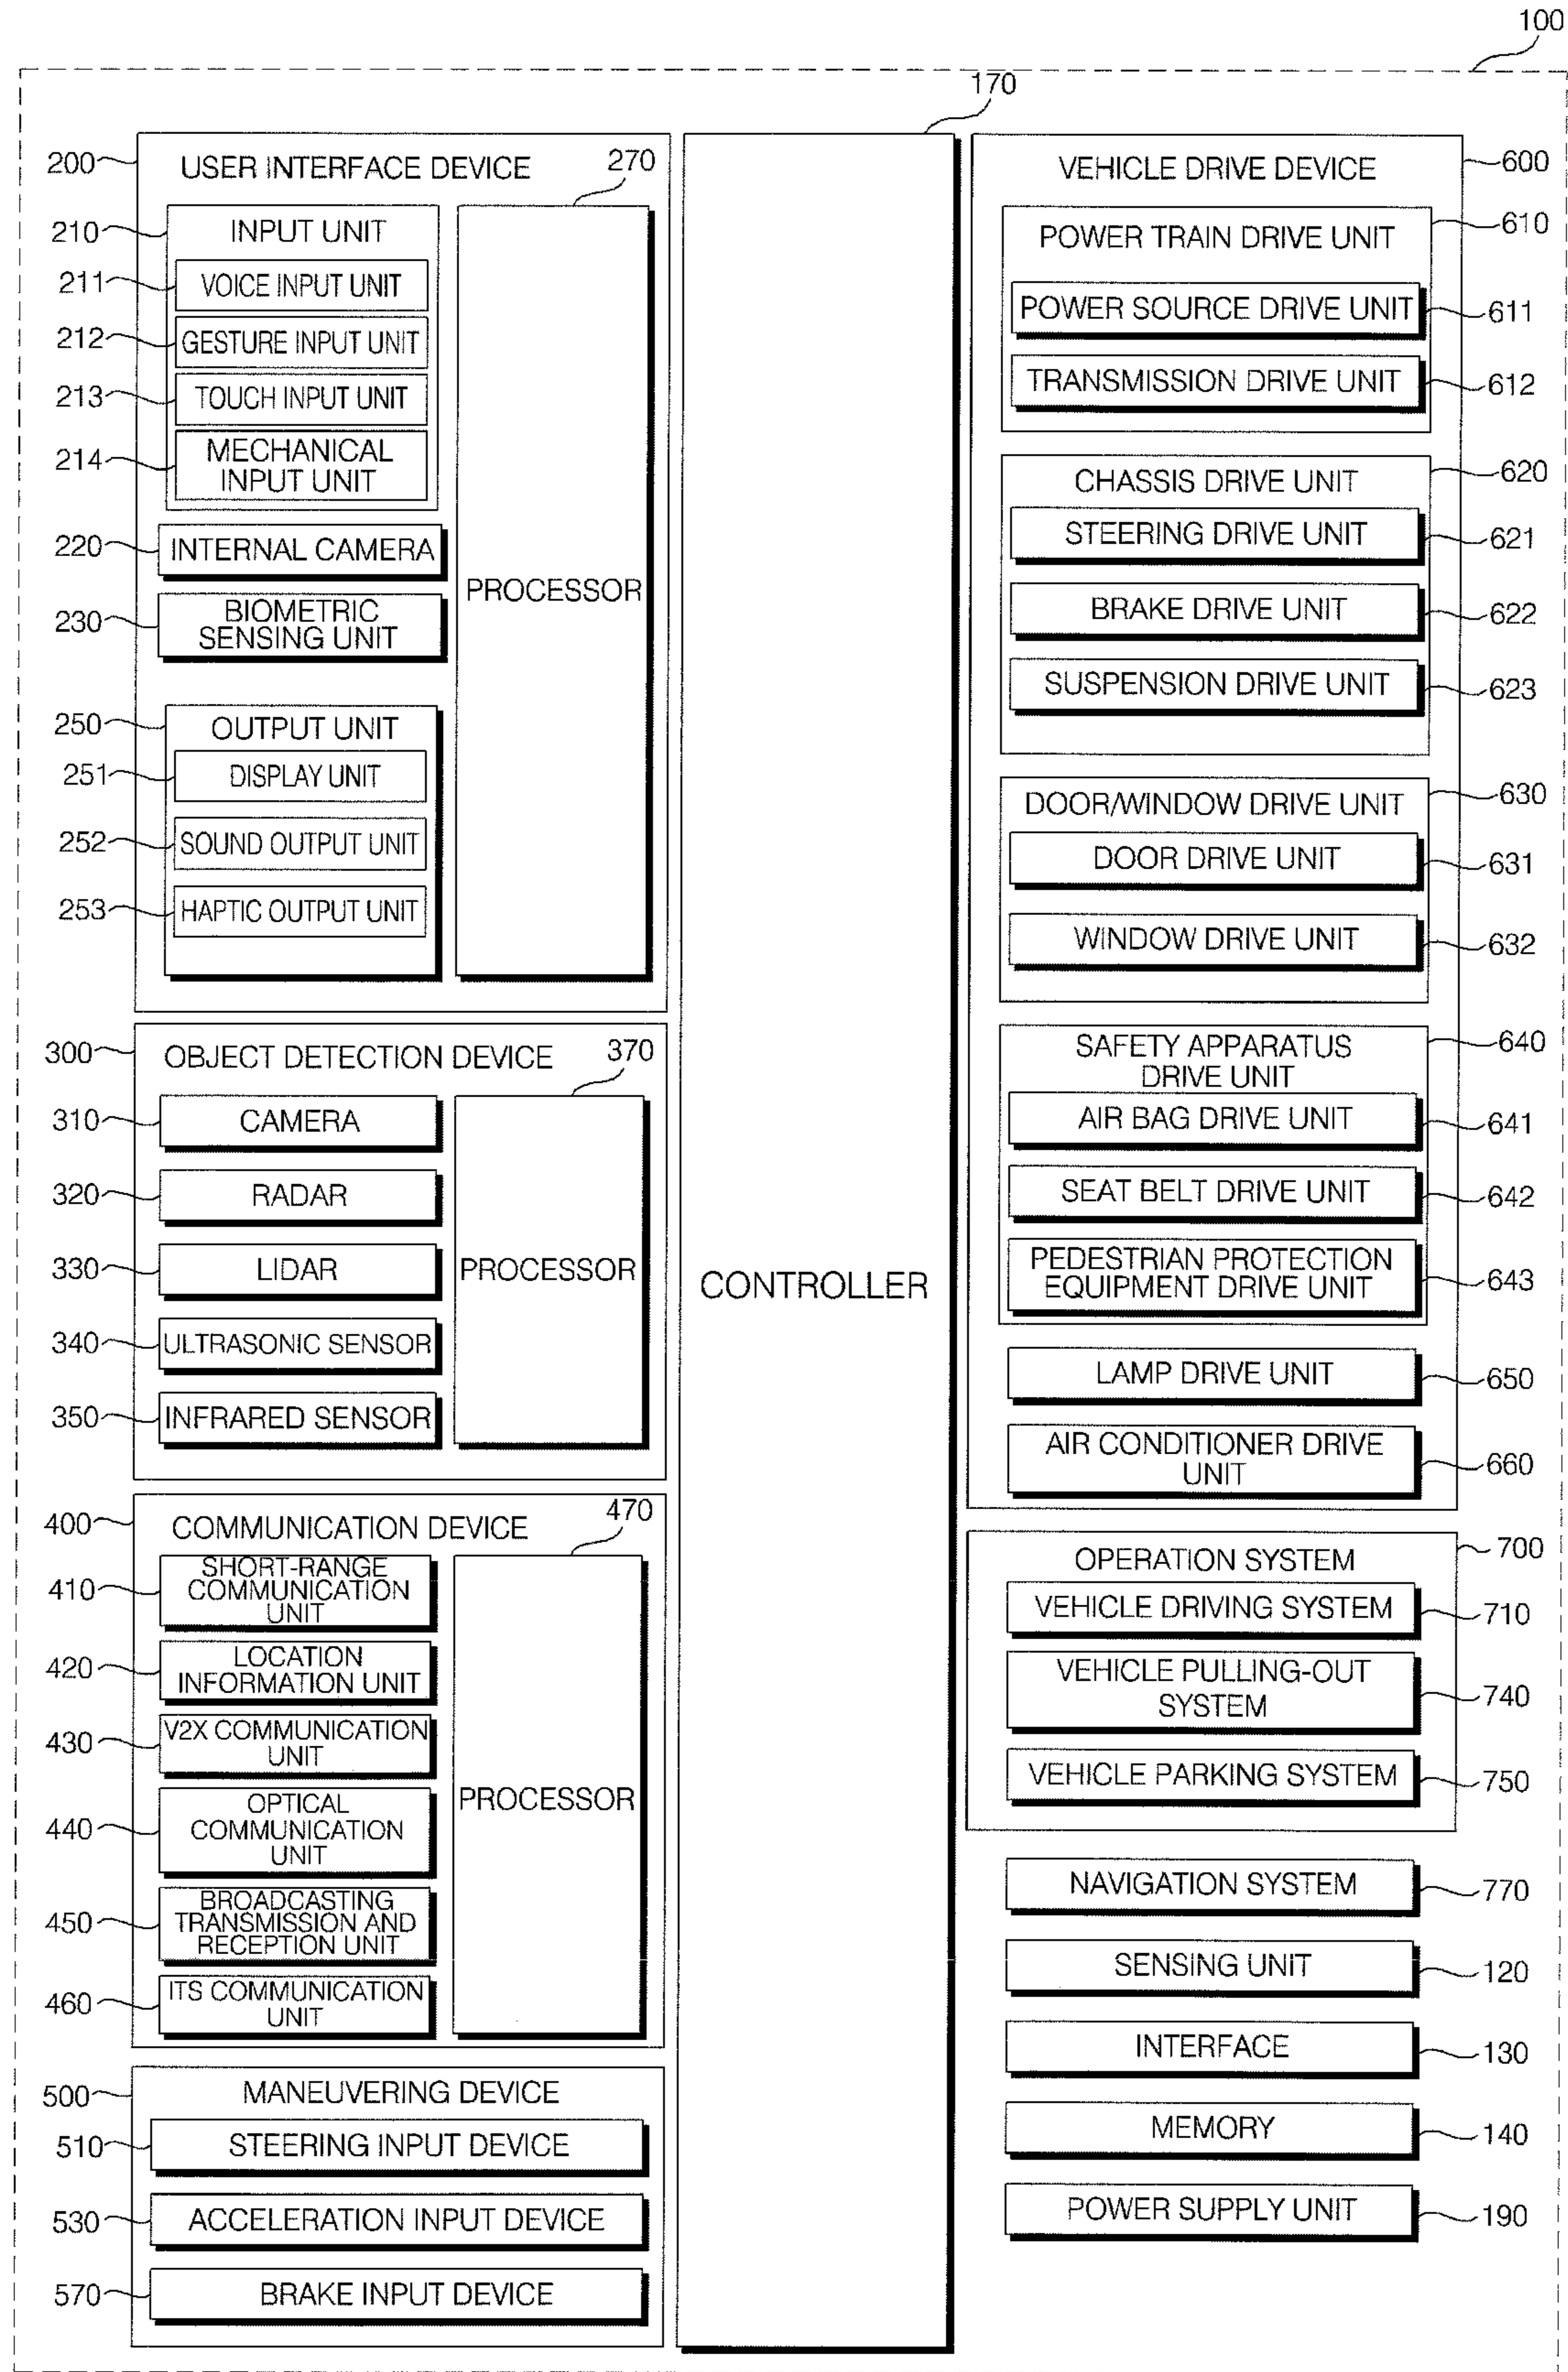 100
170
200
USER INTERFACE DEVICE
270
210
INPUT UNIT
211
VOICE INPUT UNIT
212
GESTURE INPUT UNIT
213
TOUCH INPUT UNIT
214
MECHANICAL
INPUT UNIT
220
INTERNAL CAMERA
230
BIOMETRIC
SENSING UNIT
PROCESSOR
250
OUTPUT UNIT
251
DISPLAY UNIT
252
SOUND OUTPUT UNIT
253
HAPTIC OUTPUT UNIT
300
OBJECT DETECTION DEVICE
370
310
CAMERA
320
RADAR
330
LIDAR
PROCESSOR
340
ULTRASONIC SENSOR
350
INFRARED SENSOR
400
COMMUNICATION DEVICE
470
410
SHORT-RANGE
COMMUNICATION
UNIT
420
LOCATION
INFORMATION UNIT
430
V2X COMMUNICATION
UNIT
440
OPTICAL
COMMUNICATION
UNIT
PROCESSOR
450
BROADCASTING
TRANSMISSION AND
RECEPTION UNIT
460
ITS COMMUNICATION
UNIT
500
MANEUVERING DEVICE
510
STEERING INPUT DEVICE
530
ACCELERATION INPUT DEVICE
570
BRAKE INPUT DEVICE
CONTROLLER
VEHICLE DRIVE DEVICE
600
POWER TRAIN DRIVE UNIT
610
POWER SOURCE DRIVE UNIT
611
TRANSMISSION DRIVE UNIT
612
CHASSIS DRIVE UNIT
620
STEERING DRIVE UNIT
621
BRAKE DRIVE UNIT
622
SUSPENSION DRIVE UNIT
623
DOOR/WINDOW DRIVE UNIT
630
DOOR DRIVE UNIT
631
WINDOW DRIVE UNIT
632
SAFETY APPARATUS
DRIVE UNIT
640
AIR BAG DRIVE UNIT
641
SEAT BELT DRIVE UNIT
642
PEDESTRIAN PROTECTION
EQUIPMENT DRIVE UNIT
643
LAMP DRIVE UNIT
650
AIR CONDITIONER DRIVE
UNIT
660
OPERATION SYSTEM
700
VEHICLE DRIVING SYSTEM
710
VEHICLE PULLING-OUT
SYSTEM
740
VEHICLE PARKING SYSTEM
750
NAVIGATION SYSTEM
770
SENSING UNIT
120
INTERFACE
130
MEMORY
140
POWER SUPPLY UNIT
190